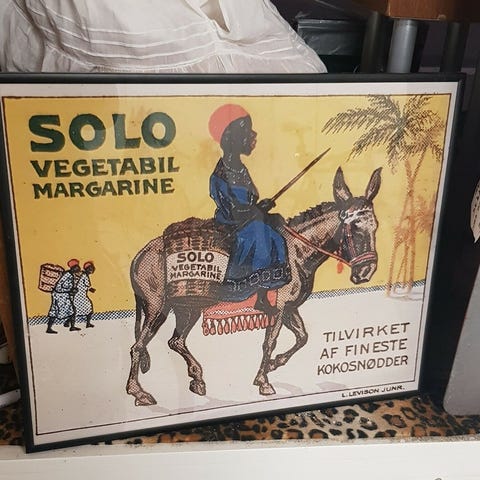 SOLO
VEGETABIL
MARGARINE
SOLO
VEGETABIL
MARGARINE
TILVIRKET
AF FINESTE
KOKOSNØDDER
L. LEVISON JUNR.